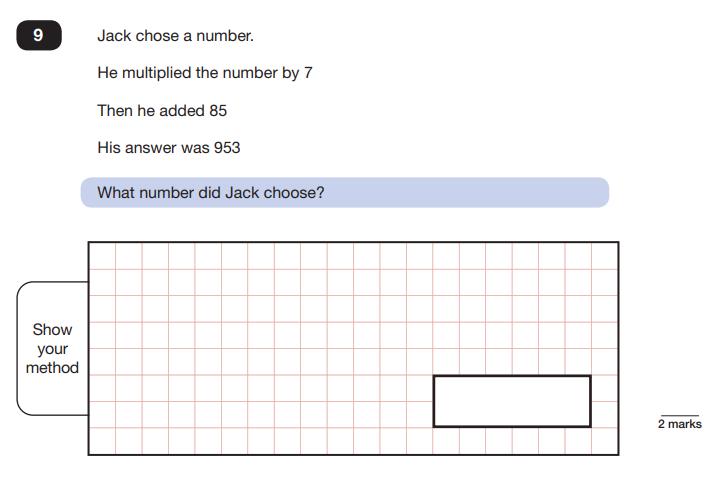 9
Jack chose a number.
He multiplied the number by 7
Then he added 85
His answer was 953
What number did Jack choose?
Show
your
method
2 marks